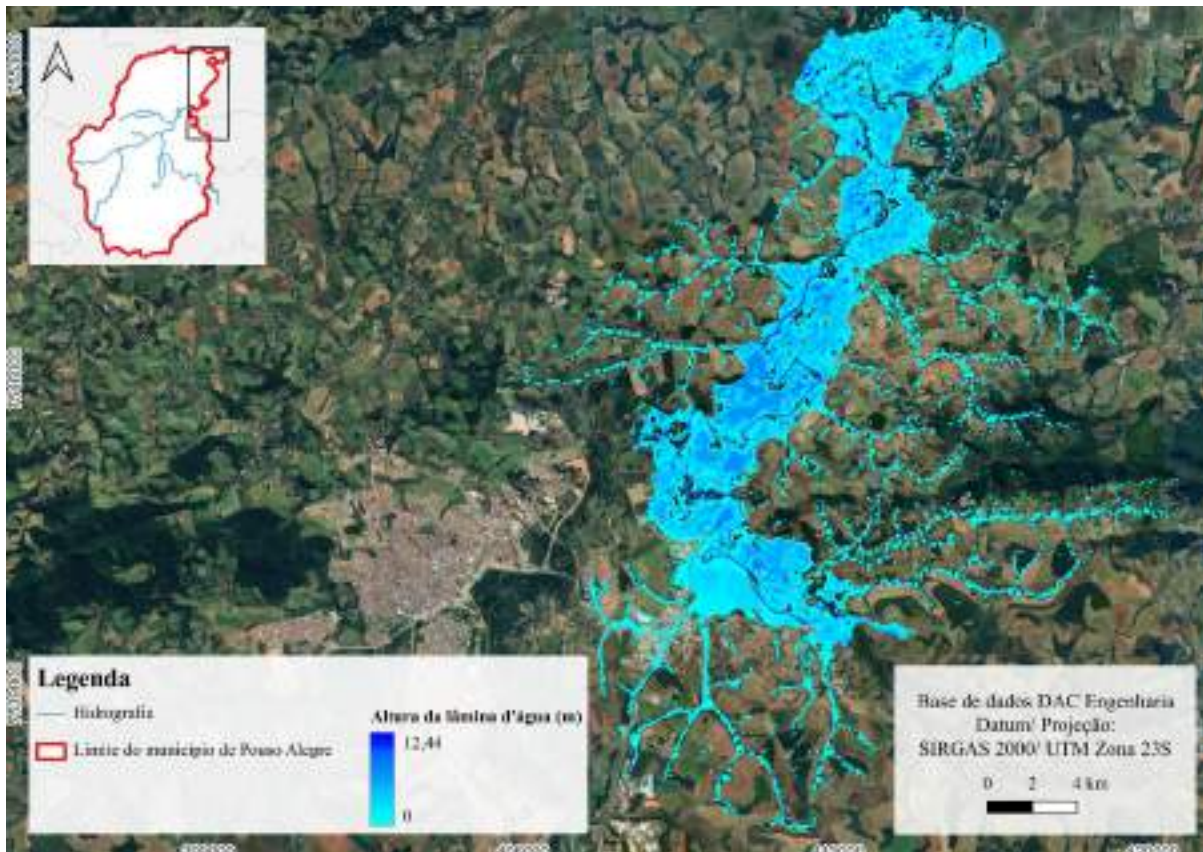 Legenda
Hidrografia
Limite do município de Pouso Alegre
Altura da lâmina d'água (m)
12,44
0
Base de dados DAC Engenharia
Datum/ Projeção:
SIRGAS 2000/ UTM Zona 23S
0 2 4 km